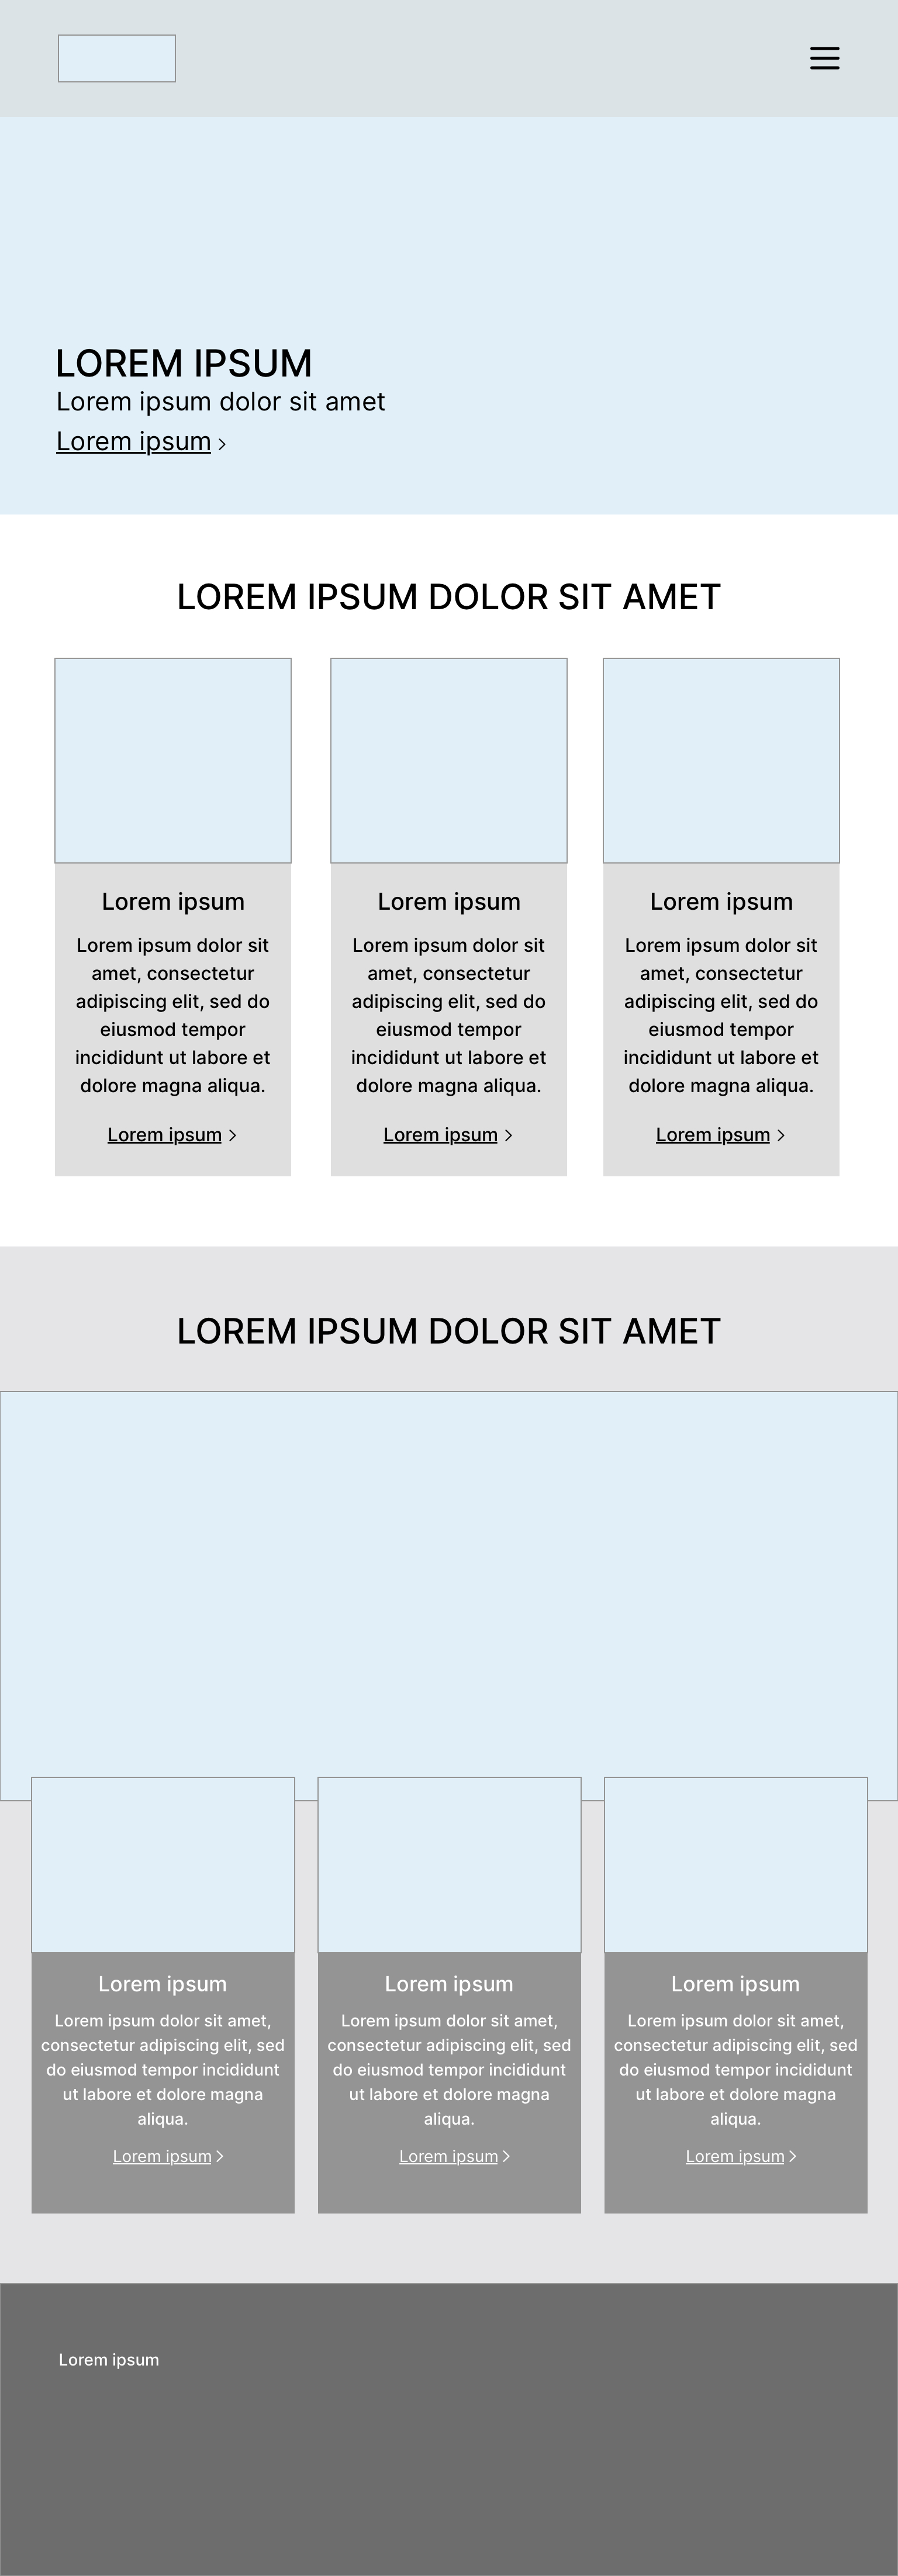 LOREM IPSUM
Lorem ipsum dolor sit amet
Lorem ipsum
LOREM IPSUM DOLOR SIT AMET
Lorem ipsum
Lorem ipsum dolor sit
amet, consectetur
adipiscing elit, sed do
eiusmod tempor
incididunt ut labore et
dolore magna aliqua.
Lorem ipsum
Lorem ipsum
Lorem ipsum dolor sit
amet, consectetur
adipiscing elit, sed do
eiusmod tempor
incididunt ut labore et
dolore magna aliqua.
Lorem ipsum
Lorem ipsum
Lorem ipsum dolor sit
amet, consectetur
adipiscing elit, sed do
eiusmod tempor
incididunt ut labore et
dolore magna aliqua.
Lorem ipsum
LOREM IPSUM DOLOR SIT AMET
Lorem ipsum
Lorem ipsum dolor sit amet,
consectetur adipiscing elit, sed
do eiusmod tempor incididunt
ut labore et dolore magna
aliqua.
Lorem ipsum
Lorem ipsum
Lorem ipsum dolor sit amet,
consectetur adipiscing elit, sed
do eiusmod tempor incididunt
ut labore et dolore magna
aliqua.
Lorem ipsum
Lorem ipsum
Lorem ipsum dolor sit amet,
consectetur adipiscing elit, sed
do eiusmod tempor incididunt
ut labore et dolore magna
aliqua.
Lorem ipsum
Lorem ipsum